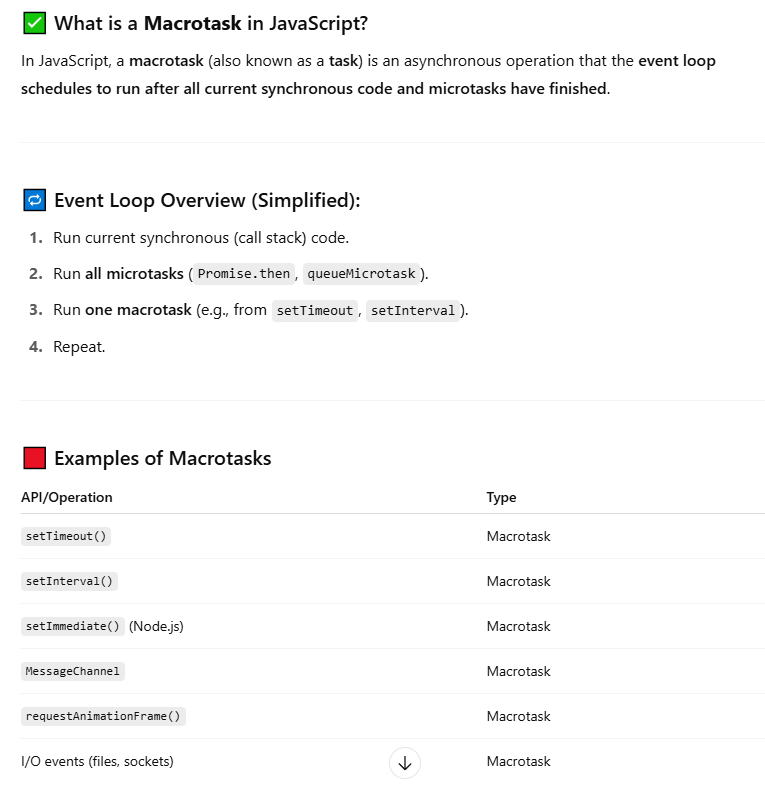 ✅ What is a Macrotask in JavaScript?
In JavaScript, a macrotask (also known as a task) is an asynchronous operation that the event loop
schedules to run after all current synchronous code and microtasks have finished.
🔁 Event Loop Overview (Simplified):
1. Run current synchronous (call stack) code.
2. Run all microtasks ( Promise.then , queueMicrotask ).
3. Run one macrotask (e.g., from setTimeout , setInterval ).
4. Repeat.
🟥 Examples of Macrotasks
API/Operation Type
setTimeout() Macrotask
setInterval() Macrotask
setImmediate() (Node.js) Macrotask
MessageChannel Macrotask
requestAnimationFrame() Macrotask
I/O events (files, sockets) Macrotask